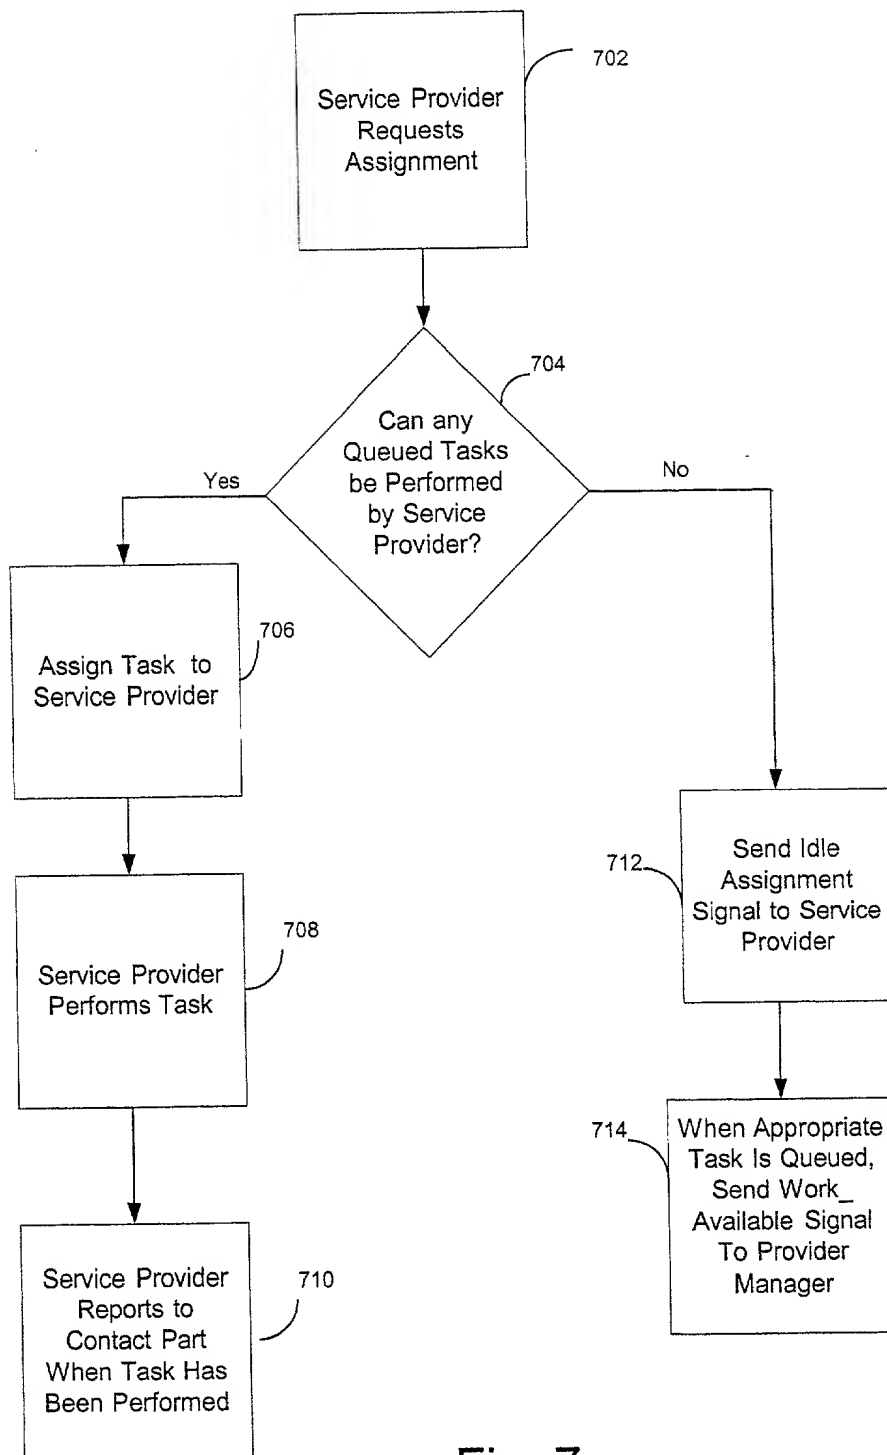 702
Service Provider
Requests
Assignment
704
Can any
Queued Tasks
be Performed
by Service
Provider?
Yes
No
706
Assign Task to
Service Provider
708
Service Provider
Performs Task
710
Service Provider
Reports to
Contact Part
When Task Has
Been Performed
712
Send Idle
Assignment
Signal to Service
Provider
714
When Appropriate
Task Is Queued,
Send Work_
Available Signal
To Provider
Manager